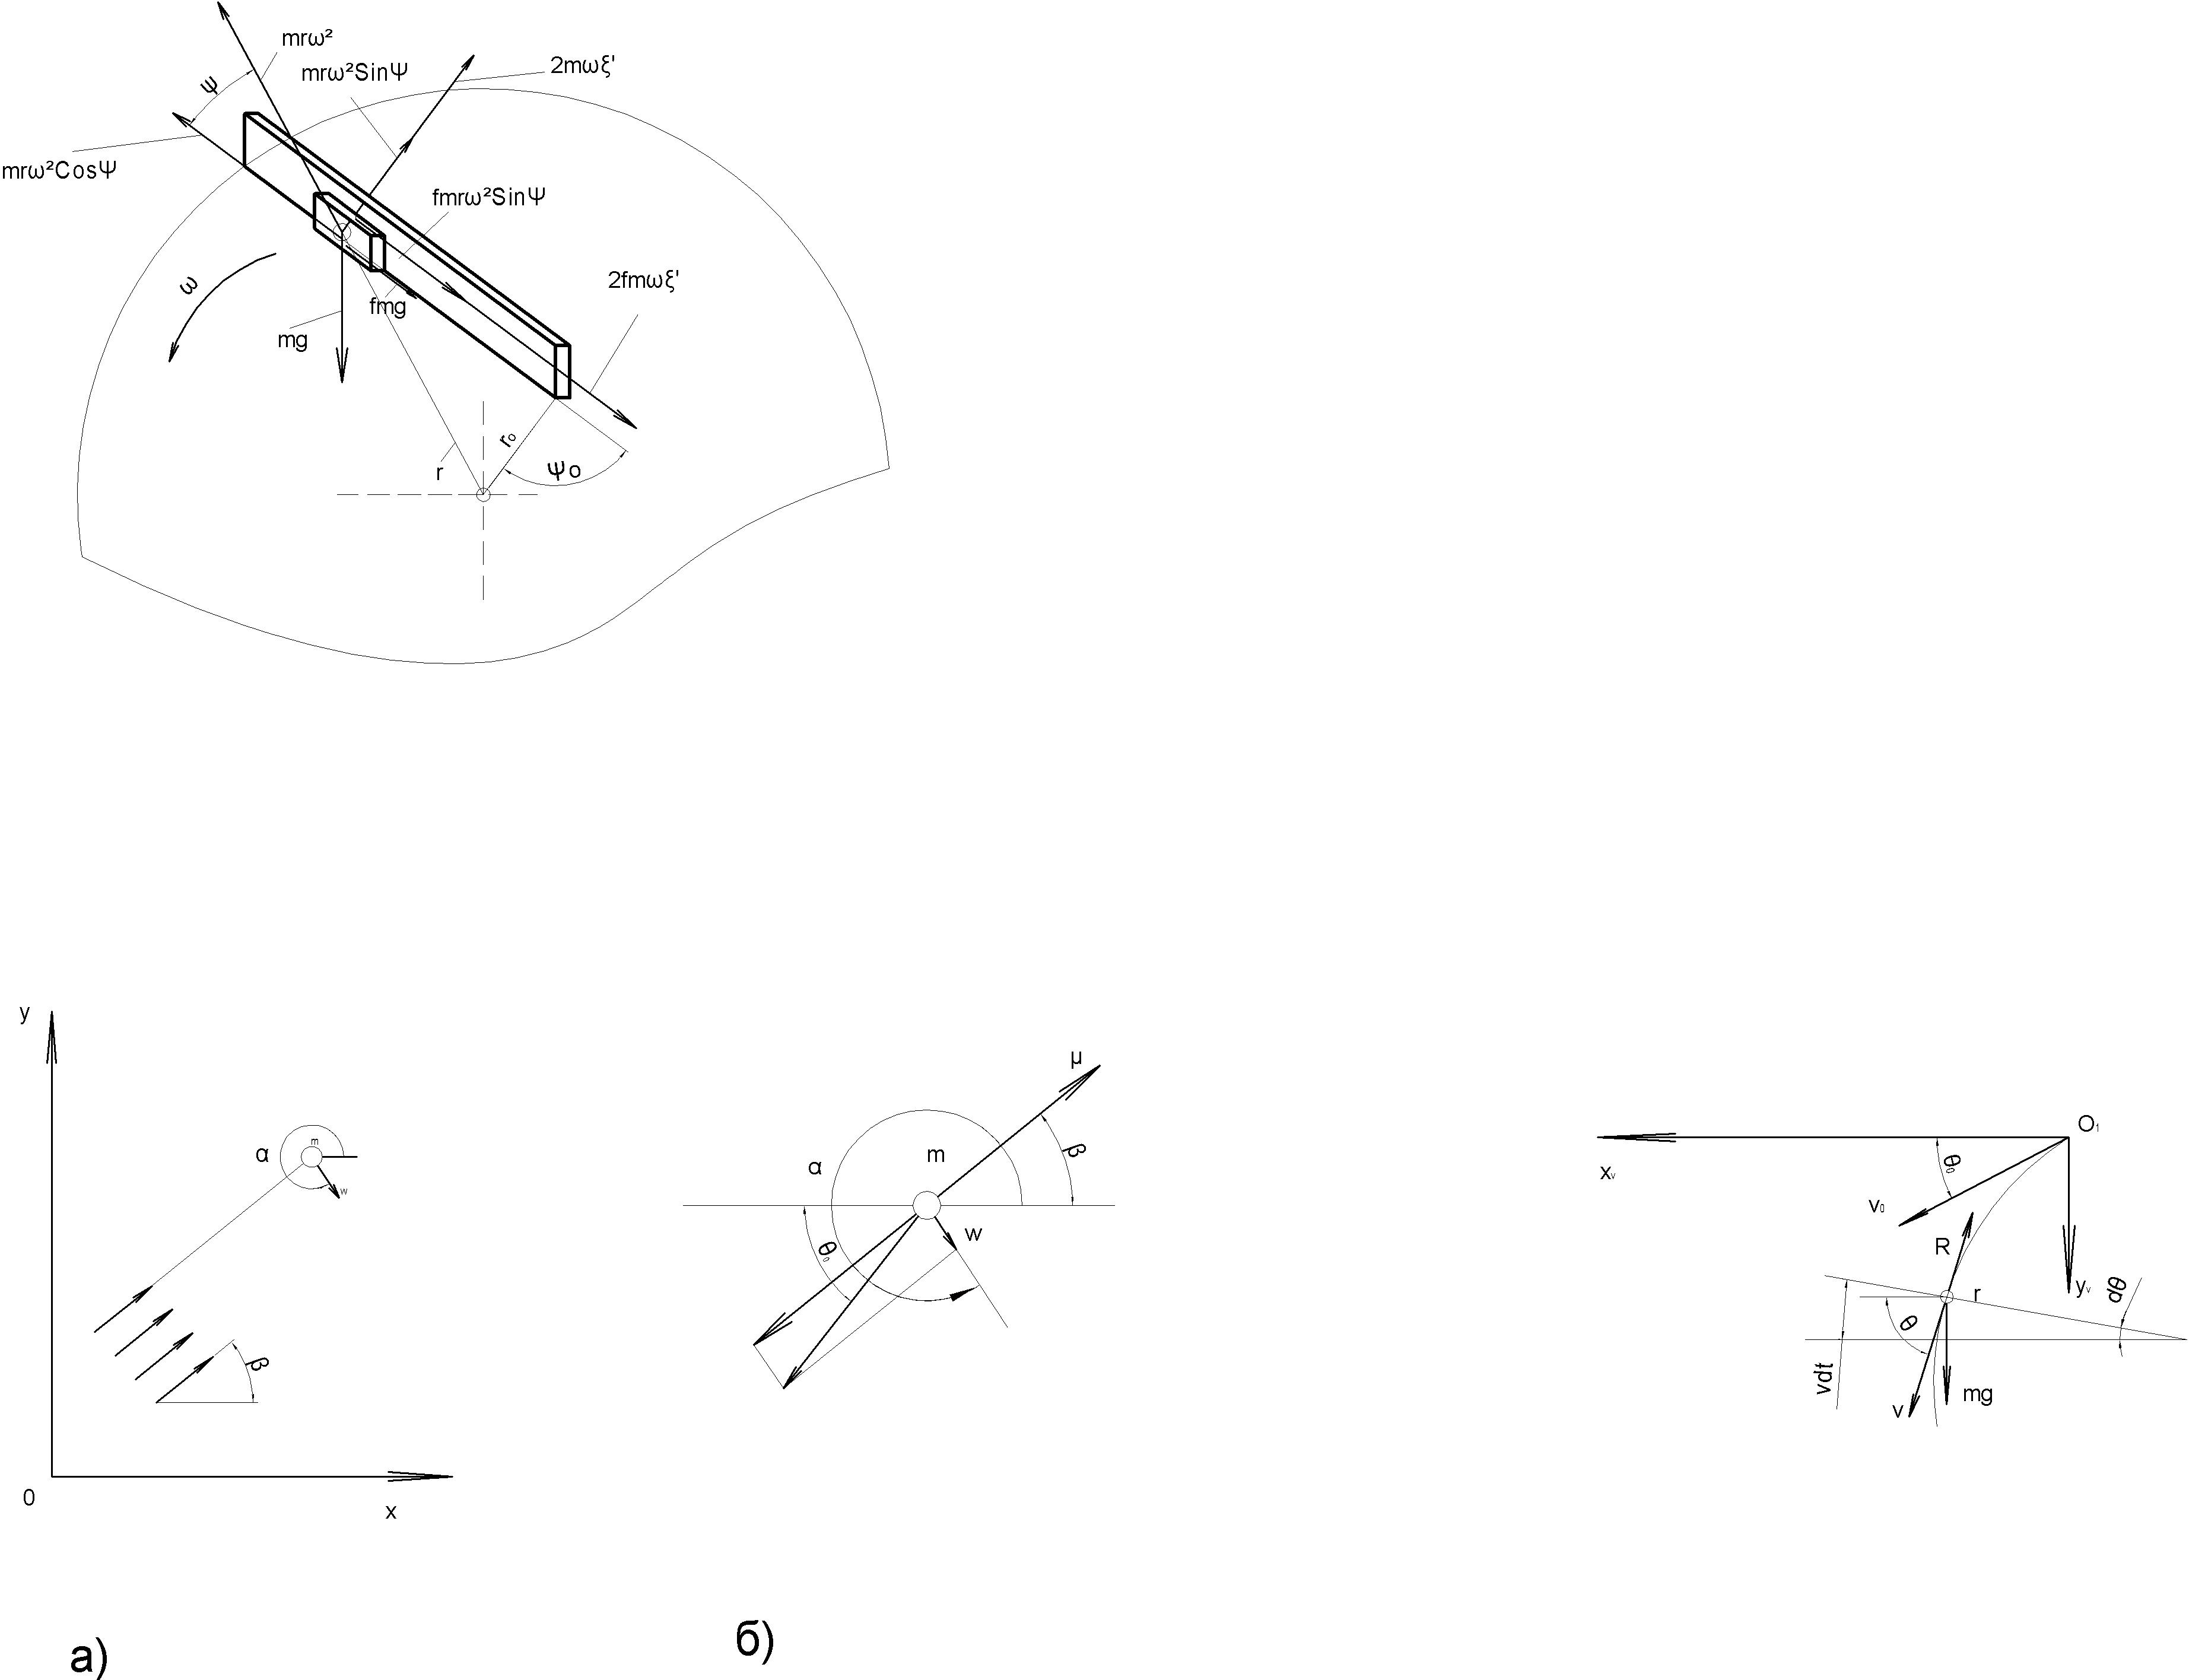 mrω²
mrω²SinΨ
2mωξ'
Ψ
mrω²CosΨ
fmrω²SinΨ
ω
2fmωξ'
fmg
mg
r₀
r
Ψo
y
α
m
w
β
0
x
а)
μ
β
α
m
w
θ₀
б)
O₁
xᵥ
θ₀
v₀
R
yᵥ
r
dθ
θ
vdt
mg
v